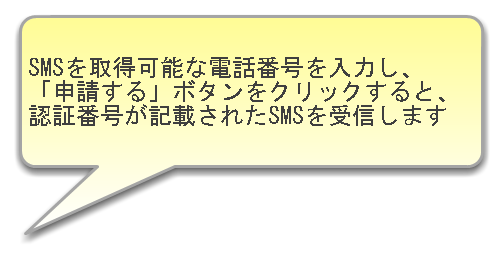 SMSを取得可能な電話番号を入力し、
「申請する」ボタンをクリックすると、
認証番号が記載されたSMSを受信します